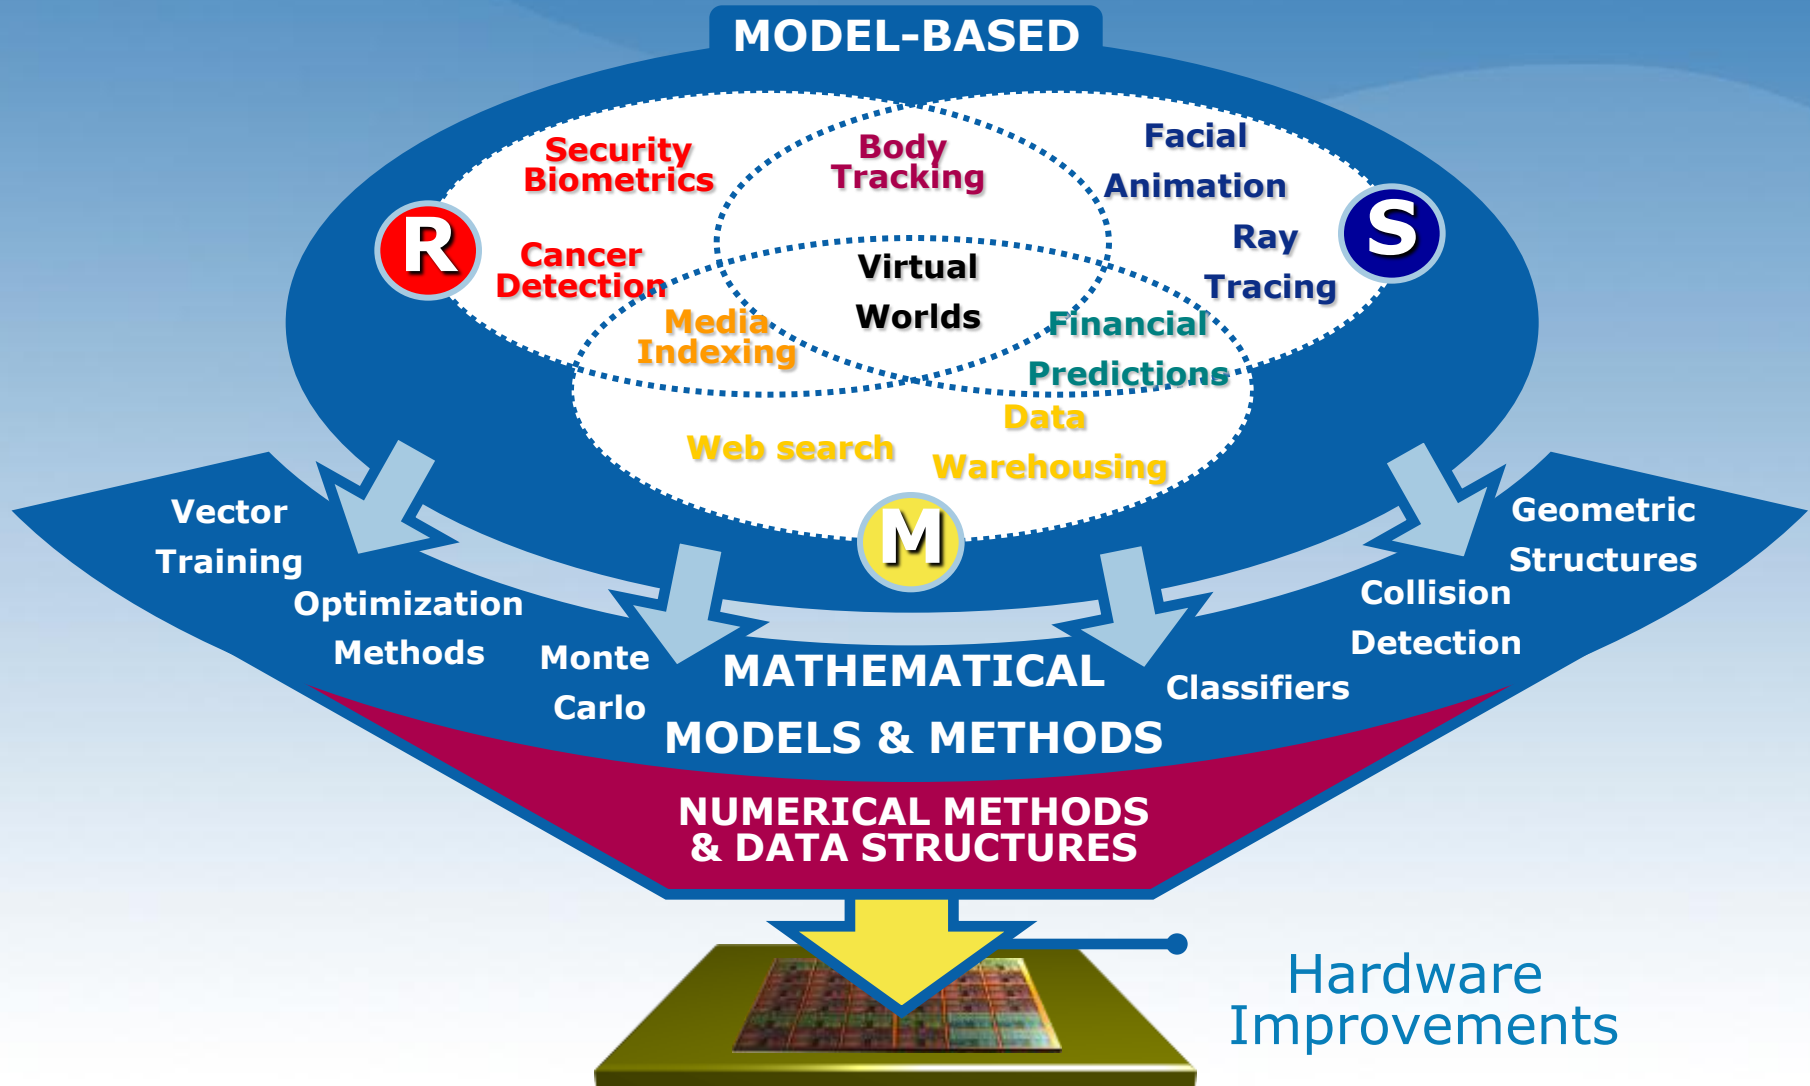 MODEL-BASED
Security
Biometrics
Body
Tracking
Facial
Animation
R
Cancer
Detection
Virtual
Worlds
Ray
Tracing
S
Media
Indexing
Financial
Predictions
Web search
Data
Warehousing
M
Vector
Training
Optimization
Methods
Monte
Carlo
MATHEMATICAL
MODELS & METHODS
Classifiers
Collision
Detection
Geometric
Structures
NUMERICAL METHODS
& DATA STRUCTURES
Hardware
Improvements